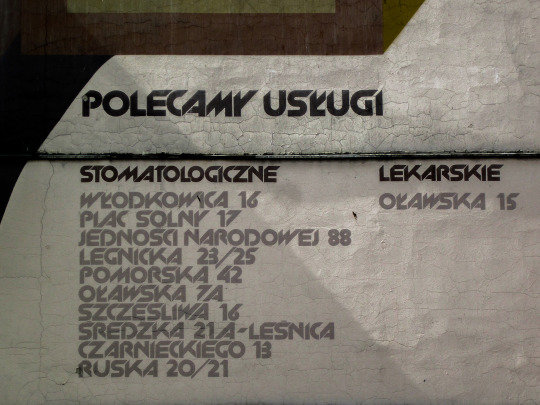 POLECAMY USŁUGI
STOMATOLOGICZNE
WŁODKOWICA 16
PLAC SOLNY 17
JEDNOŚCI NARODOWEJ 88
LEGNICKA 23/25
POMORSKA 42
OŁAWSKA 7A
SZCZĘŚLIWA 16
ŚREDZKA 21A-LEŚNICA
CZARNIECKIEGO 13
RUSKA 20/21
LEKARSKIE
OŁAWSKA 15